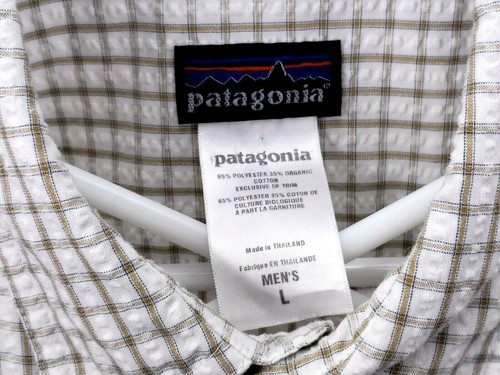 patagonia®
patagonia
65% POLYESTER 35% ORGANIC
COTTON
EXCLUSIVE OF TRIM
65% POLYESTER 35% COTON DE
CULTURE BIOLOGIQUE
A PART LA GARNITURE
Made in THAILAND
Fabrique EN THAILANDE
MEN'S
L